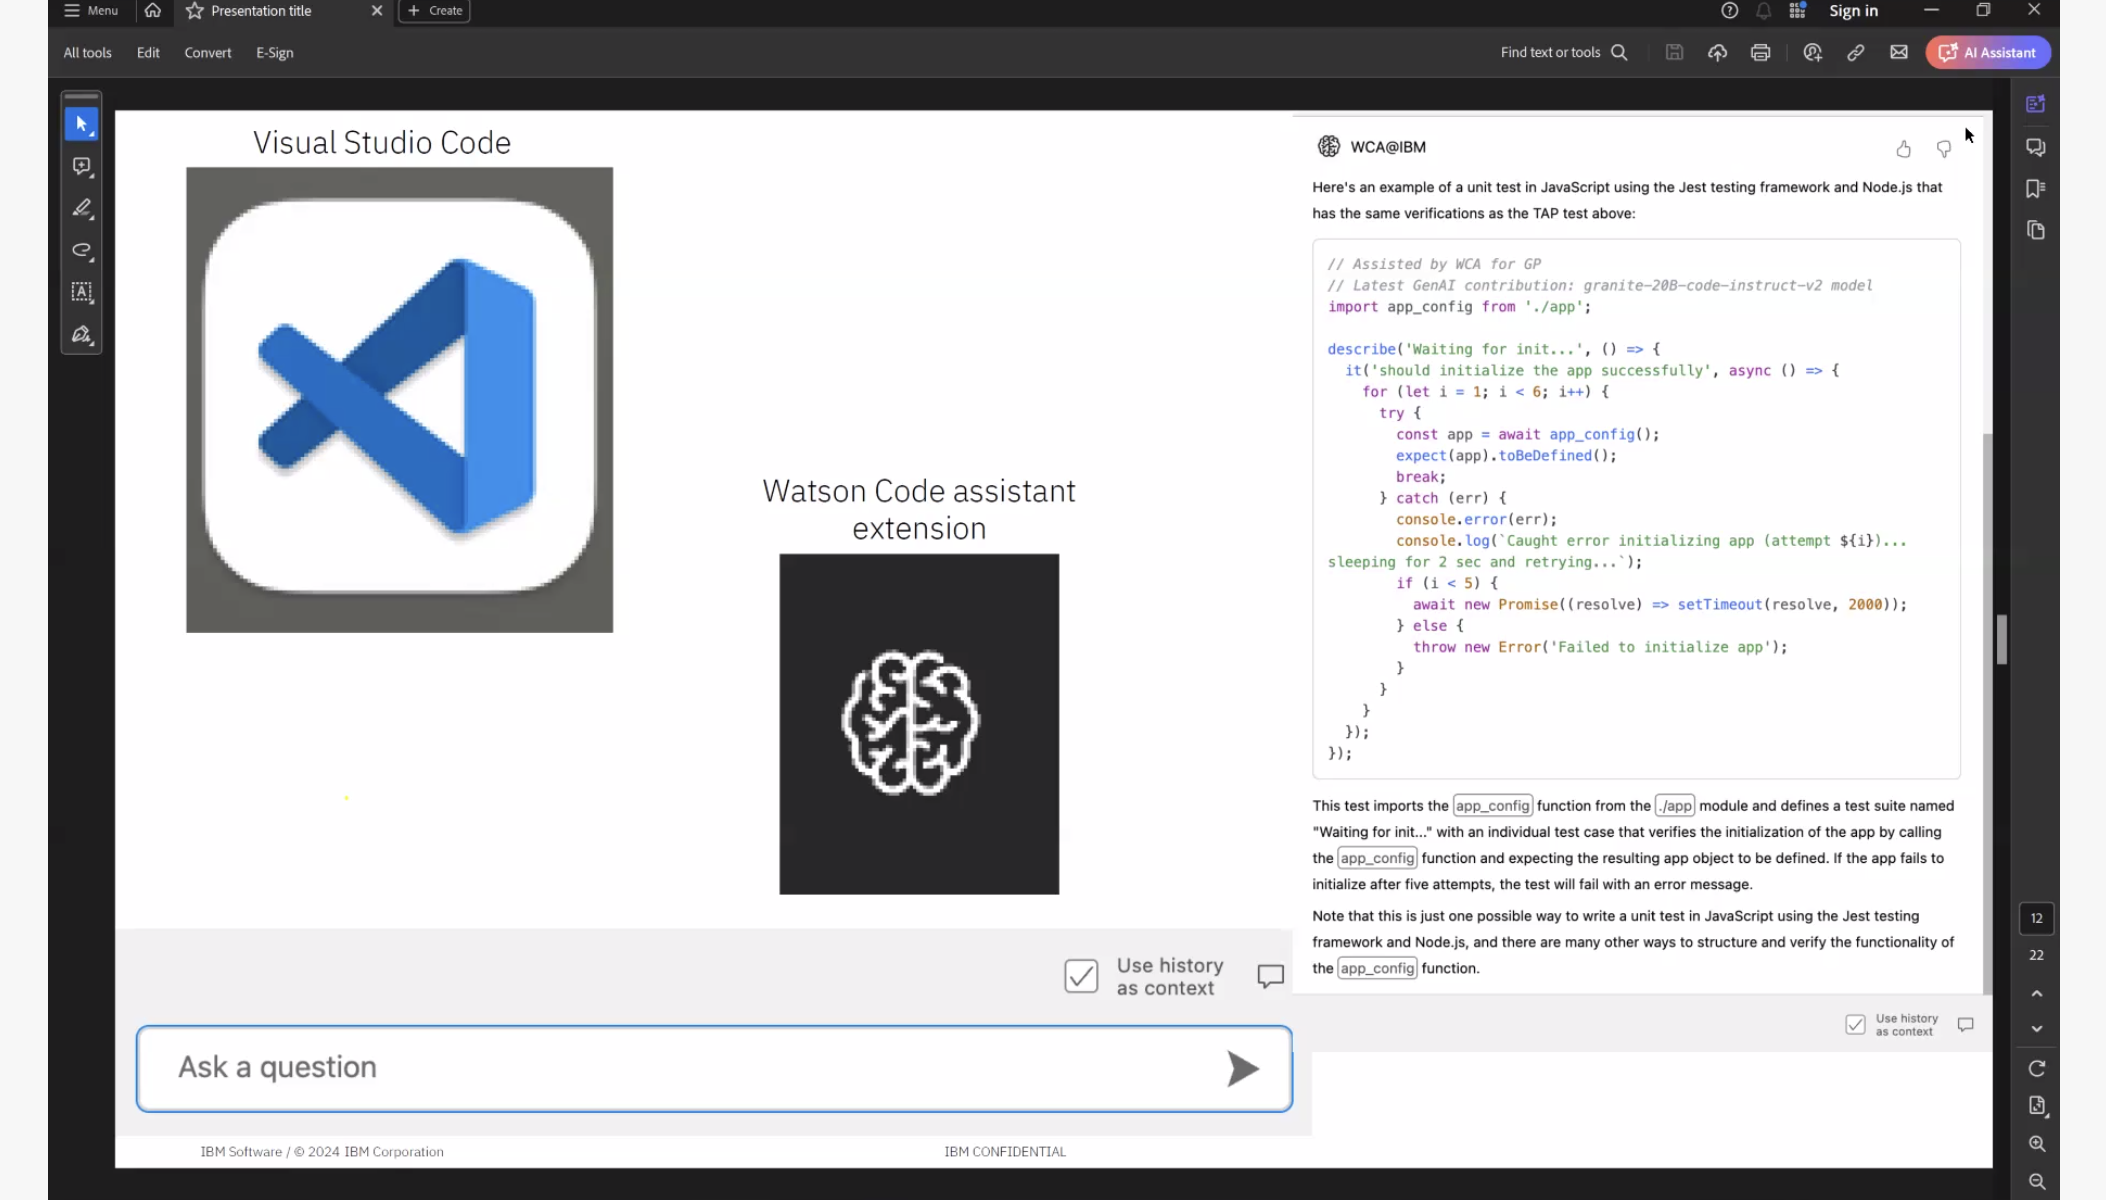 Menu
Presentation title
Create
Sign in
All tools
Edit
Convert
E-Sign
Find text or tools
AI Assistant
Visual Studio Code
Watson Code assistant
extension
Use history
as context
Ask a question
IBM Software / © 2024 IBM Corporation
IBM CONFIDENTIAL
WCA@IBM
Here's an example of a unit test in JavaScript using the Jest testing framework and Node.js that
has the same verifications as the TAP test above:
// Assisted by WCA for GP
// Latest GenAI contribution: granite-20B-code-instruct-v2 model
import app_config from './app';
describe('Waiting for init...', () => {
it('should initialize the app successfully', async () => {
for (let i = 1; i < 6; i++) {
try {
const app = await app_config();
expect(app).toBeDefined();
break;
} catch (err) {
console.error(err);
console.log(`Caught error initializing app (attempt ${i})...
sleeping for 2 sec and retrying...`);
if (i < 5) {
await new Promise((resolve) => setTimeout(resolve, 2000));
} else {
throw new Error('Failed to initialize app');
}
}
}
});
});
This test imports the app_config function from the ./app module and defines a test suite named
"Waiting for init..." with an individual test case that verifies the initialization of the app by calling
the app_config function and expecting the resulting app object to be defined. If the app fails to
initialize after five attempts, the test will fail with an error message.
Note that this is just one possible way to write a unit test in JavaScript using the Jest testing
framework and Node.js, and there are many other ways to structure and verify the functionality of
the app_config function.
Use history
as context
12
22